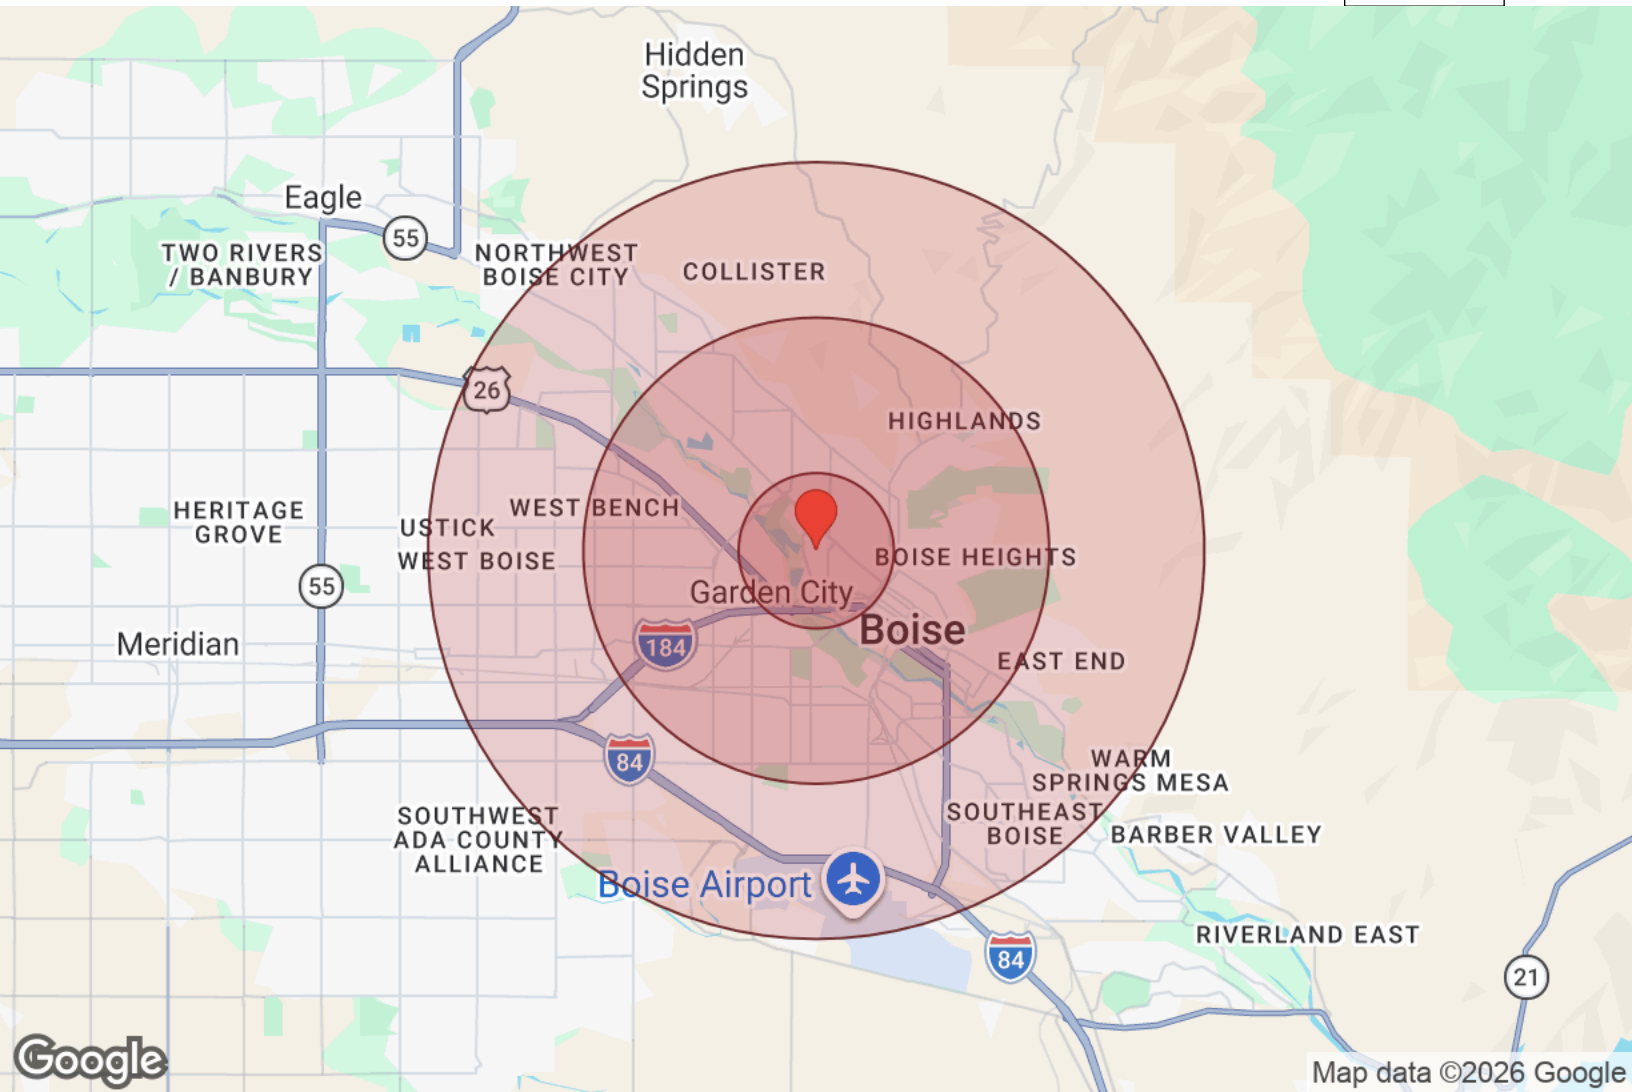 Hidden
Springs
Eagle
55
TWO RIVERS
/ BANBURY
NORTHWEST
BOISE CITY
COLLISTER
26
HIGHLANDS
HERITAGE
GROVE
USTICK
WEST BENCH
WEST BOISE
BOISE HEIGHTS
55
Garden City
Boise
Meridian
184
EAST END
84
WARM
SPRINGS MESA
SOUTHWEST
ADA COUNTY
ALLIANCE
SOUTHEAST
BOISE
BARBER VALLEY
Boise Airport
RIVERLAND EAST
84
21
Google
Map data ©2026 Google